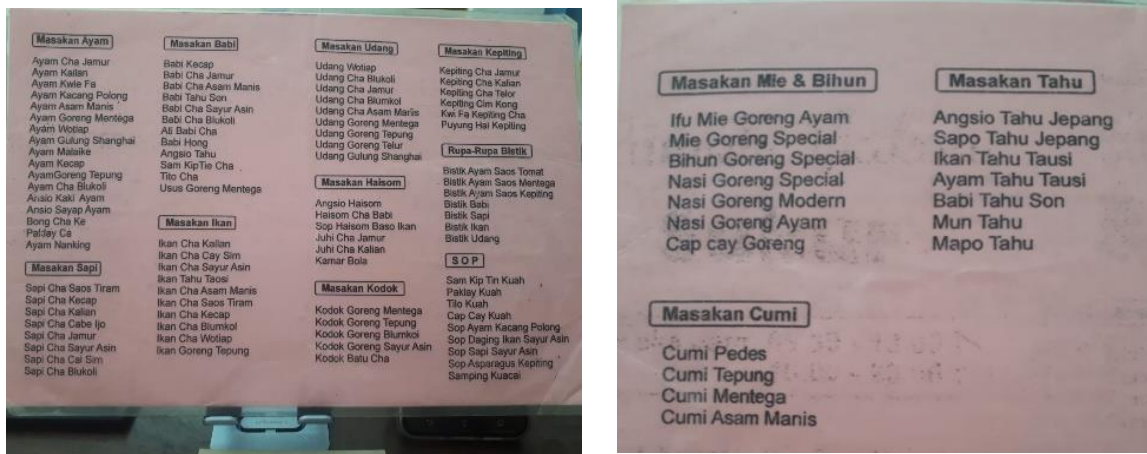 Masakan Ayam
Ayam Cha Jamur
Ayam Kailan
Ayam Kwie Fa
Ayam Kacang Polong
Ayam Asam Manis
Ayam Goreng Mentega
Ayam Wotiap
Ayam Gulung Shanghai
Ayam Malaike
Ayam Kecap
AyamGoreng Tepung
Ayam Cha Blukoli
Ansio Kaki Ayam
Ansio Sayap Ayam
Bong Cha Ke
Paklay Ca
Ayam Nanking
Masakan Sapi
Sapi Cha Saos Tiram
Sapi Cha Kecap
Sapi Cha Kalian
Sapi Cha Cabe Ijo
Sapi Cha Jamur
Sapi Cha Sayur Asin
Sapi Cha Cai Sim
Sapi Cha Blukoli
Masakan Babi
Babi Kecap
Babi Cha Jamur
Babi Cha Asam Manis
Babi Tahu Son
Babi Cha Sayur Asin
Babi Cha Blukoli
Ati Babi Cha
Babi Hong
Angsio Tahu
Sam KipTie Cha
Tito Cha
Usus Goreng Mentega
Masakan Ikan
Ikan Cha Kalian
Ikan Cha Cay Sim
Ikan Cha Sayur Asin
Ikan Tahu Taosi
Ikan Cha Asam Manis
Ikan Cha Saos Tiram
Ikan Cha Kecap
Ikan Cha Blumkol
Ikan Cha Wotiap
Ikan Goreng Tepung
Masakan Udang
Udang Wotiap
Udang Cha Blukoli
Udang Cha Jamur
Udang Cha Blumkol
Udang Cha Asam Manis
Udang Goreng Mentega
Udang Goreng Tepung
Udang Goreng Telur
Udang Gulung Shanghai
Masakan Haisom
Angsio Haisom
Haisom Cha Babi
Sop Haisom Baso Ikan
Juhi Cha Jamur
Juhi Cha Kalian
Kamar Bola
Masakan Kodok
Kodok Goreng Mentega
Kodok Goreng Tepung
Kodok Goreng Blumkol
Kodok Goreng Sayur Asin
Kodok Batu Cha
Masakan Kepiting
Kepiting Cha Jamur
Kepiting Cha Kalian
Kepiting Cha Telor
Kepiting Cim Kong
Kwi Fa Kepiting Cha
Puyung Hai Kepiting
Rupa-Rupa Bistik
Bistik Ayam Saos Tomat
Bistik Ayam Saos Mentega
Bistik Ayam Saos Kepiting
Bistik Babi
Bistik Sapi
Bistik Ikan
Bistik Udang
SOP
Sam Kip Tin Kuah
Paklay Kuah
Tilo Kuah
Cap Cay Kuah
Sop Ayam Kacang Polong
Sop Daging Ikan Sayur Asin
Sop Sapi Sayur Asin
Sop Asparagus Kepiting
Samping Kuacai
Masakan Mie & Bihun
Ifu Mie Goreng Ayam
Mie Goreng Special
Bihun Goreng Special
Nasi Goreng Special
Nasi Goreng Modern
Nasi Goreng Ayam
Cap cay Goreng
Masakan Tahu
Angsio Tahu Jepang
Sapo Tahu Jepang
Ikan Tahu Tausi
Ayam Tahu Tausi
Babi Tahu Son
Mun Tahu
Mapo Tahu
Masakan Cumi
Cumi Pedes
Cumi Tepung
Cumi Mentega
Cumi Asam Manis